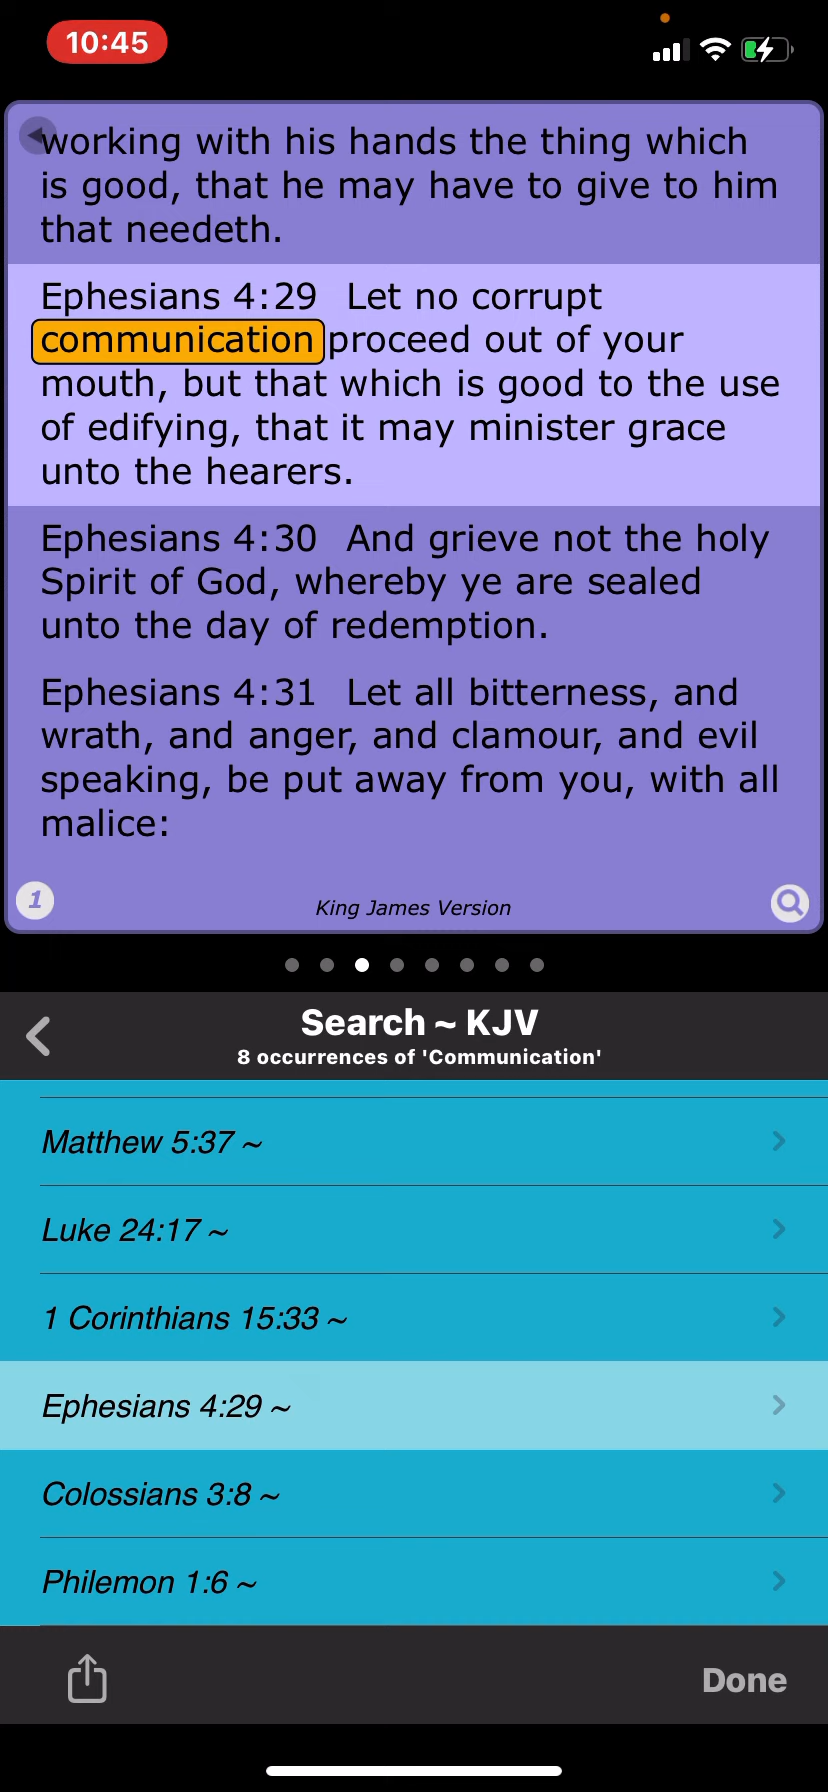 10:45
working with his hands the thing which
is good, that he may have to give to him
that needeth.
Ephesians 4:29 Let no corrupt
communication proceed out of your
mouth, but that which is good to the use
of edifying, that it may minister grace
unto the hearers.
Ephesians 4:30 And grieve not the holy
Spirit of God, whereby ye are sealed
unto the day of redemption.
Ephesians 4:31 Let all bitterness, and
wrath, and anger, and clamour, and evil
speaking, be put away from you, with all
malice:
1
King James Version
Search ~ KJV
8 occurrences of 'Communication'
Matthew 5:37 ~
Luke 24:17 ~
1 Corinthians 15:33 ~
Ephesians 4:29 ~
Colossians 3:8 ~
Philemon 1:6 ~
Done